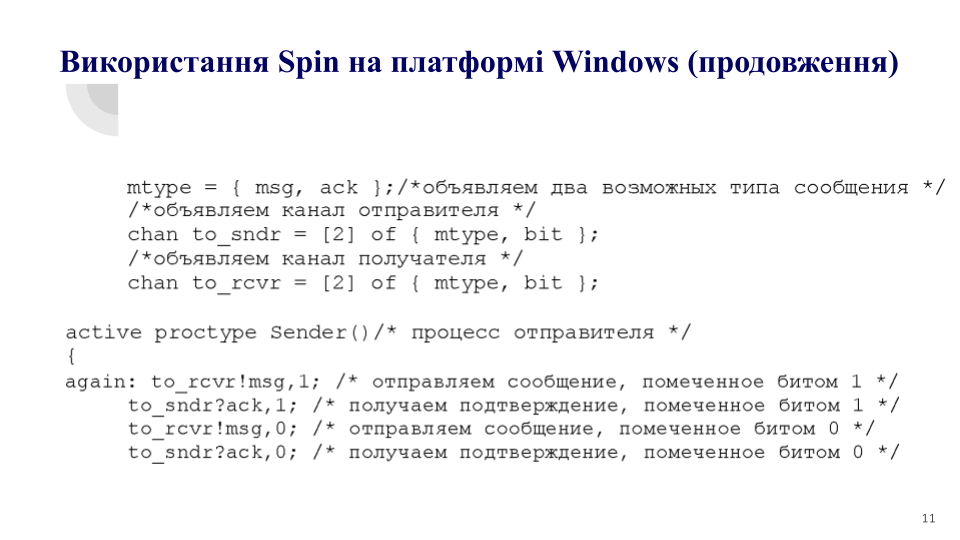 Використання Spin на платформі Windows (продовження)
mtype = { msg, ack };/*объявляем два возможных типа сообщения */
/*объявляем канал отправителя */
chan to_sndr = [2] of { mtype, bit };
/*объявляем канал получателя */
chan to_rcvr = [2] of { mtype, bit };
active proctype Sender()/* процесс отправителя */
{
again: to_rcvr!msg,1; /* отправляем сообщение, помеченное битом 1 */
to_sndr?ack,1; /* получаем подтверждение, помеченное битом 1 */
to_rcvr!msg,0; /* отправляем сообщение, помеченное битом 0 */
to_sndr?ack,0; /* получаем подтверждение, помеченное битом 0 */
11